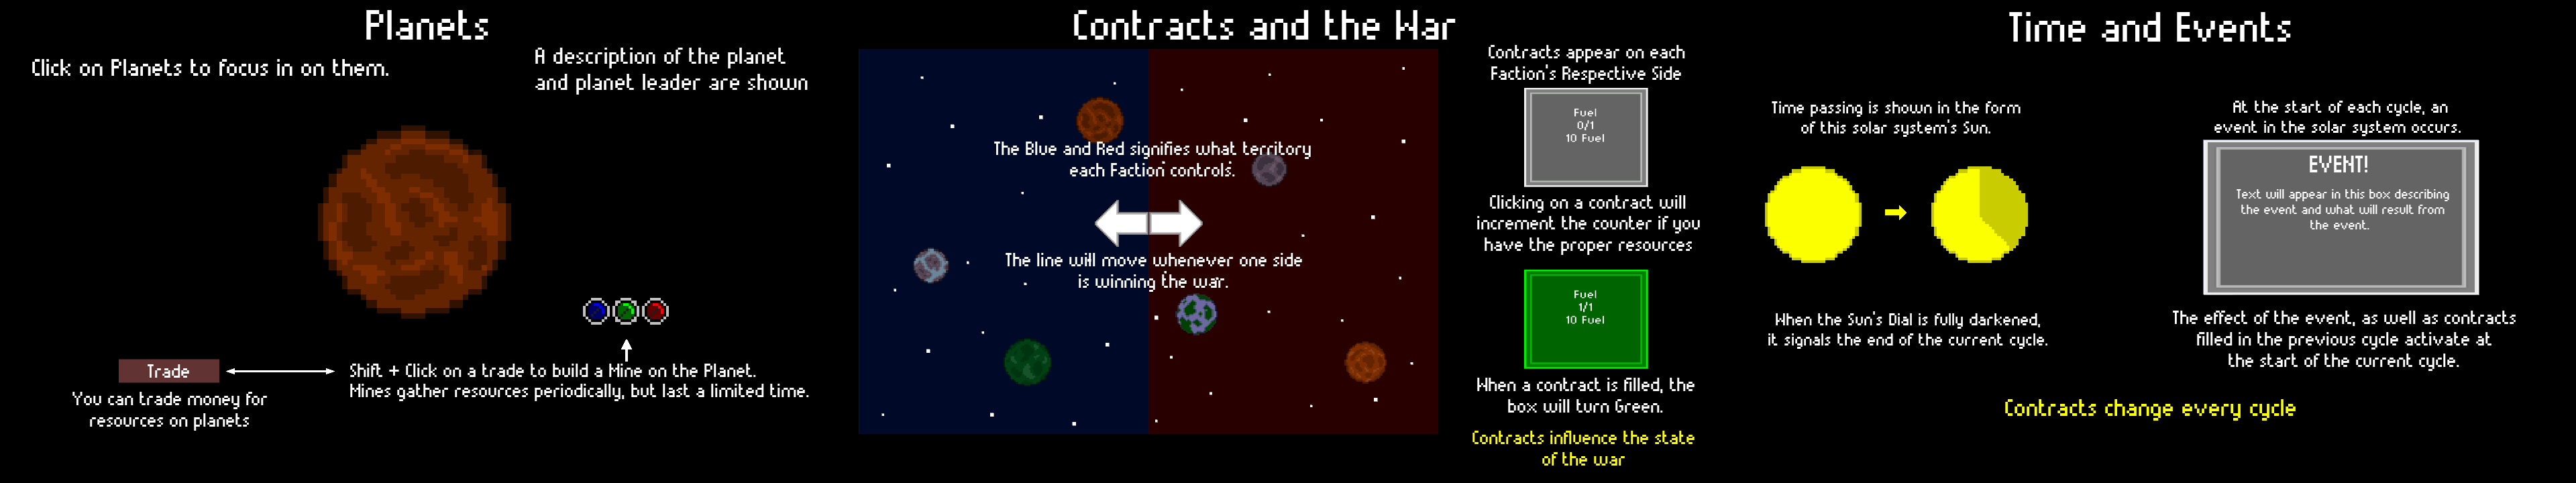 Planets
Click on Planets to focus in on them.
A description of the planet
and planet leader are shown
Trade
You can trade money for
resources on planets
Shift + Click on a trade to build a Mine on the Planet.
Mines gather resources periodically, but last a limited time.
Contracts and the War
The Blue and Red signifies what territory
each Faction controls.
The line will move whenever one side
is winning the war.
Contracts appear on each
Faction's Respective Side
Fuel
0/1
10 Fuel
Clicking on a contract will
increment the counter if you
have the proper resources
Fuel
1/1
10 Fuel
When a contract is filled, the
box will turn Green.
Contracts influence the state
of the war
Time and Events
Time passing is shown in the form
of this solar system's Sun.
When the Sun's Dial is fully darkened,
it signals the end of the current cycle.
At the start of each cycle, an
event in the solar system occurs.
EVENT!
Text will appear in this box describing
the event and what will result from
the event.
The effect of the event, as well as contracts
filled in the previous cycle activate at
the start of the current cycle.
Contracts change every cycle